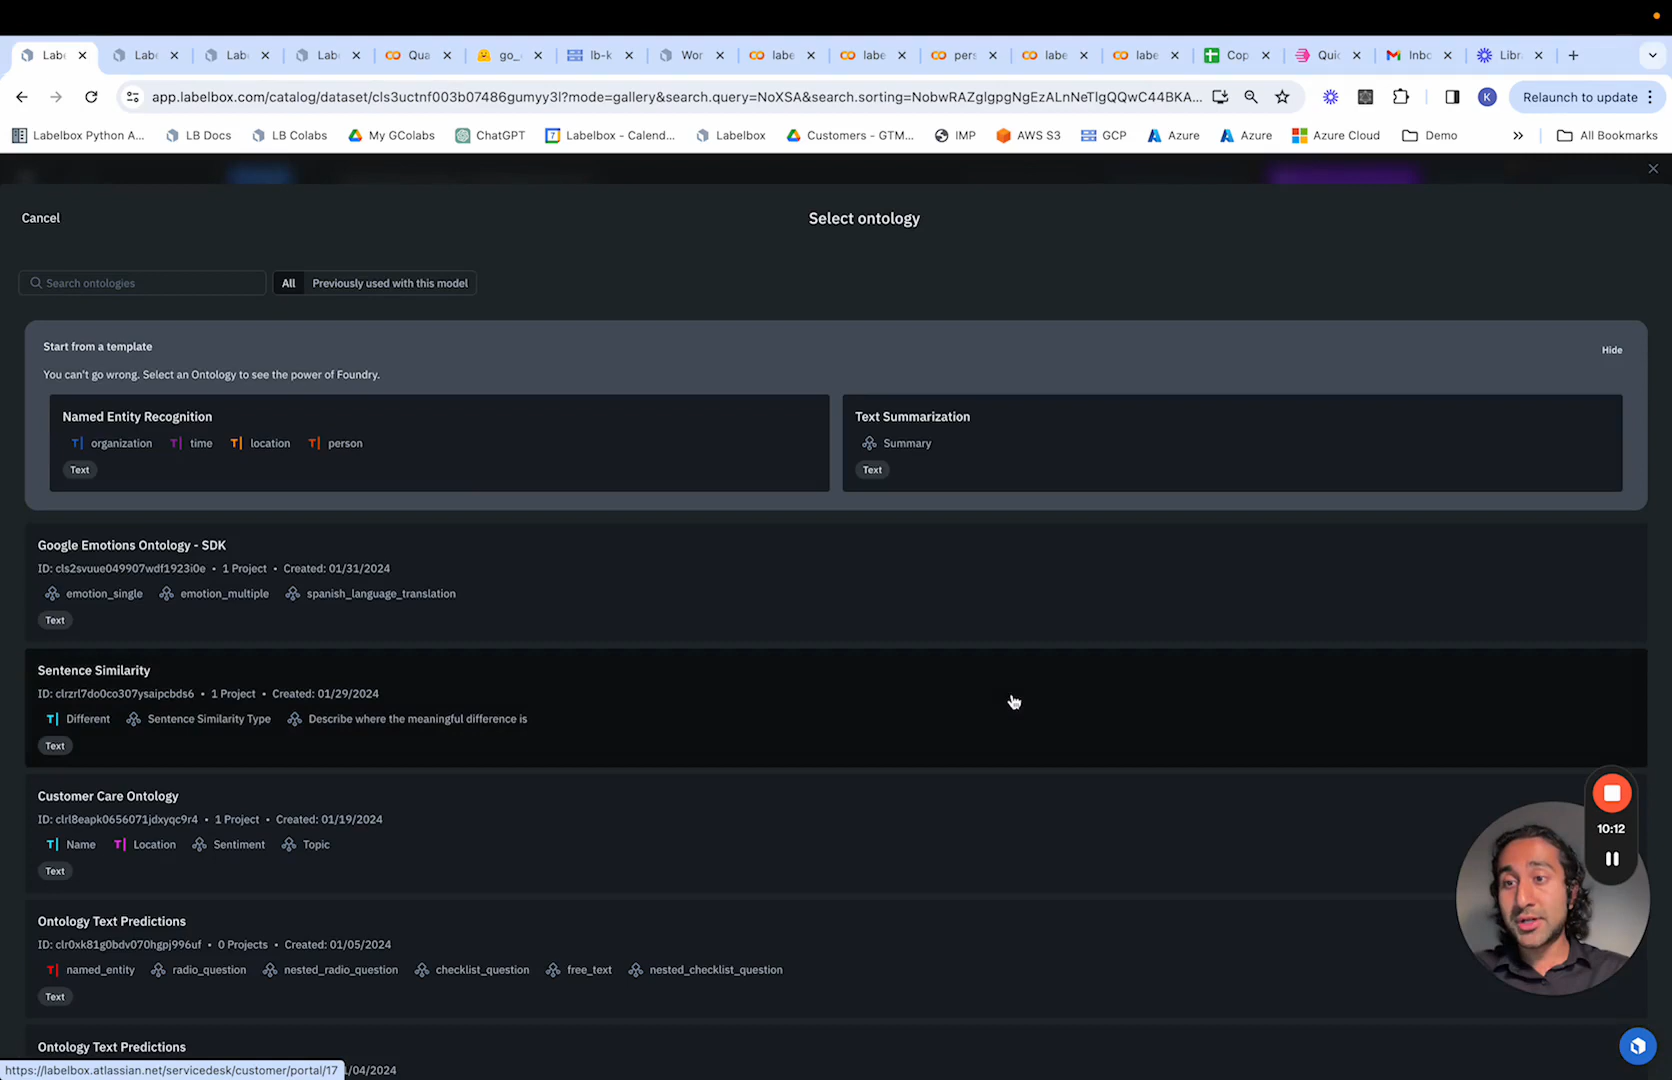 Labe
Labe
Labe
Labe
Qua
go_
lb-k
Wor
labe
labe
pers
labe
labe
Cop
Quic
Inbo
Libra
app.labelbox.com/catalog/dataset/cls3uctnf003b07486gumyy3l?mode=gallery&search.query=NoXSA&search.sorting=NobwRAZglgpgNgEzALnNeTlgQQwC44BKA...
K
Relaunch to update
Labelbox Python A...
LB Docs
LB Colabs
My GColabs
ChatGPT
Labelbox - Calend...
Labelbox
Customers - GTM...
IMP
AWS S3
GCP
Azure
Azure
Azure Cloud
Demo
All Bookmarks
Cancel
Select ontology
Search ontologies
All
Previously used with this model
Start from a template
Hide
You can't go wrong. Select an Ontology to see the power of Foundry.
Named Entity Recognition
organization
time
location
person
Text
Text Summarization
Summary
Text
Google Emotions Ontology - SDK
ID: cls2svuue049907wdf1923i0e • 1 Project • Created: 01/31/2024
emotion_single
emotion_multiple
spanish_language_translation
Text
Sentence Similarity
ID: clrzrl7do0co307ysaipcbds6 • 1 Project • Created: 01/29/2024
Different
Sentence Similarity Type
Describe where the meaningful difference is
Text
Customer Care Ontology
ID: clrl8eapk0656071jdxyqc9r4 • 1 Project • Created: 01/19/2024
Name
Location
Sentiment
Topic
Text
10:12
Ontology Text Predictions
ID: clr0xk81g0bdv070hgpj996uf • 0 Projects • Created: 01/05/2024
named_entity
radio_question
nested_radio_question
checklist_question
free_text
nested_checklist_question
Text
Ontology Text Predictions
https://labelbox.atlassian.net/servicedesk/customer/portal/17
/04/2024